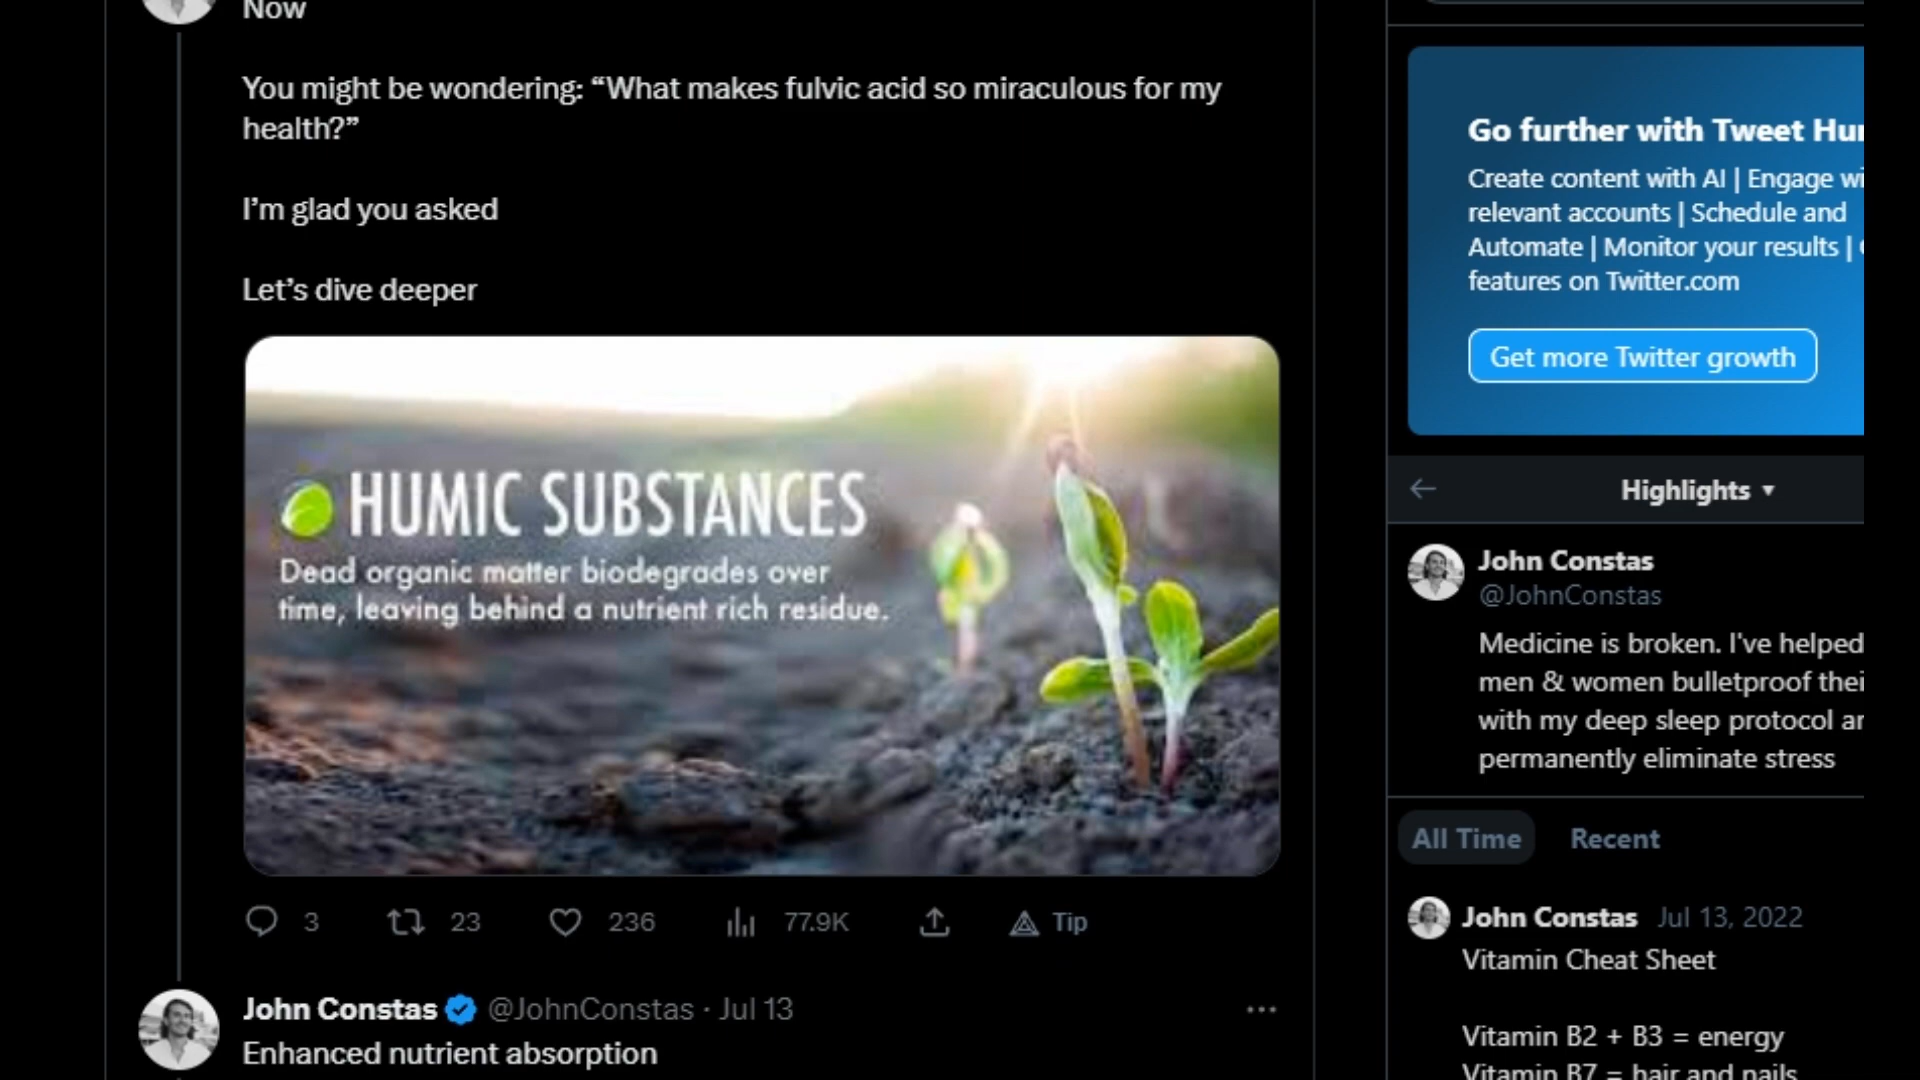 Now
You might be wondering: “What makes fulvic acid so miraculous for my
health?”
I’m glad you asked
Let’s dive deeper
HUMIC SUBSTANCES
Dead organic matter biodegrades over
time, leaving behind a nutrient rich residue.
3 23 236 77.9K Tip
John Constas @JohnConstas · Jul 13
Enhanced nutrient absorption
Go further with Tweet
Create content with AI | Engage
relevant accounts | Schedule and
Automate | Monitor your results |
features on Twitter.com
Get more Twitter growth
Highlights
John Constas
@JohnConstas
Medicine is broken. I've helped
men & women bulletproof
with my deep sleep protocol
permanently eliminate stress
All Time Recent
John Constas Jul 13, 2022
Vitamin Cheat Sheet
Vitamin B2 + B3 = energy
Vitamin B7 = hair and nails